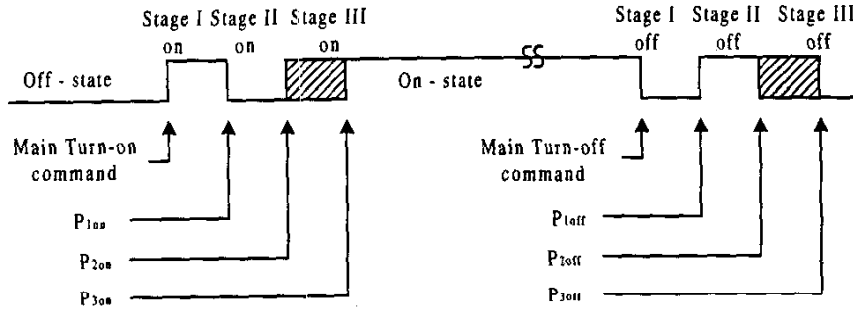 Stage I Stage II Stage III
on on on
Stage I Stage II Stage III
off off off
Off - state
On - state
Main Turn-on
command
Main Turn-off
command
P1on
P2on
P3on
P1off
P2off
P3off